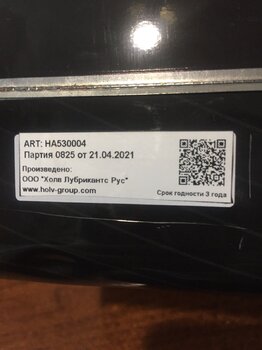 ART: HA530004
Партия 0825 от 21.04.2021
Произведено:
ООО "Холв Лубрикантс Рус"
www.holv-group.com
Срок годности 3 года